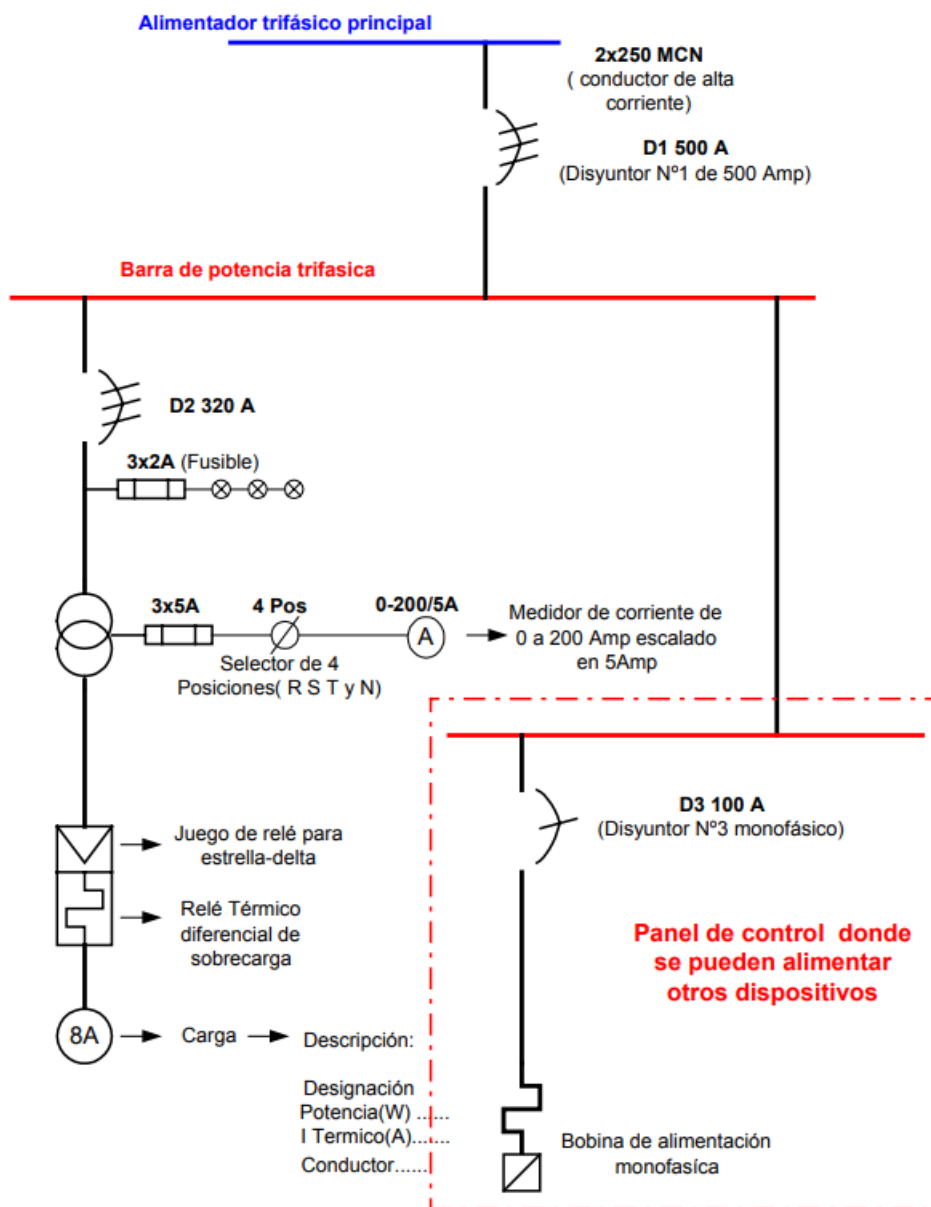 Alimentador trifásico principal
2x250 MCN
( conductor de alta
corriente)
D1 500 A
(Disyuntor Nº1 de 500 Amp)
Barra de potencia trifasica
D2 320 A
3x2A (Fusible)
3x5A
4 Pos
0-200/5A
A
Selector de 4
Posiciones( R S T y N)
Medidor de corriente de
0 a 200 Amp escalado
en 5Amp
D3 100 A
(Disyuntor Nº3 monofásico)
Juego de relé para
estrella-delta
Relé Térmico
diferencial de
sobrecarga
Panel de control donde
se pueden alimentar
otros dispositivos
8A
Carga
Descripción:
Designación
Potencia(W) ......
I Termico(A).......
Conductor......
Bobina de alimentación
monofasíca